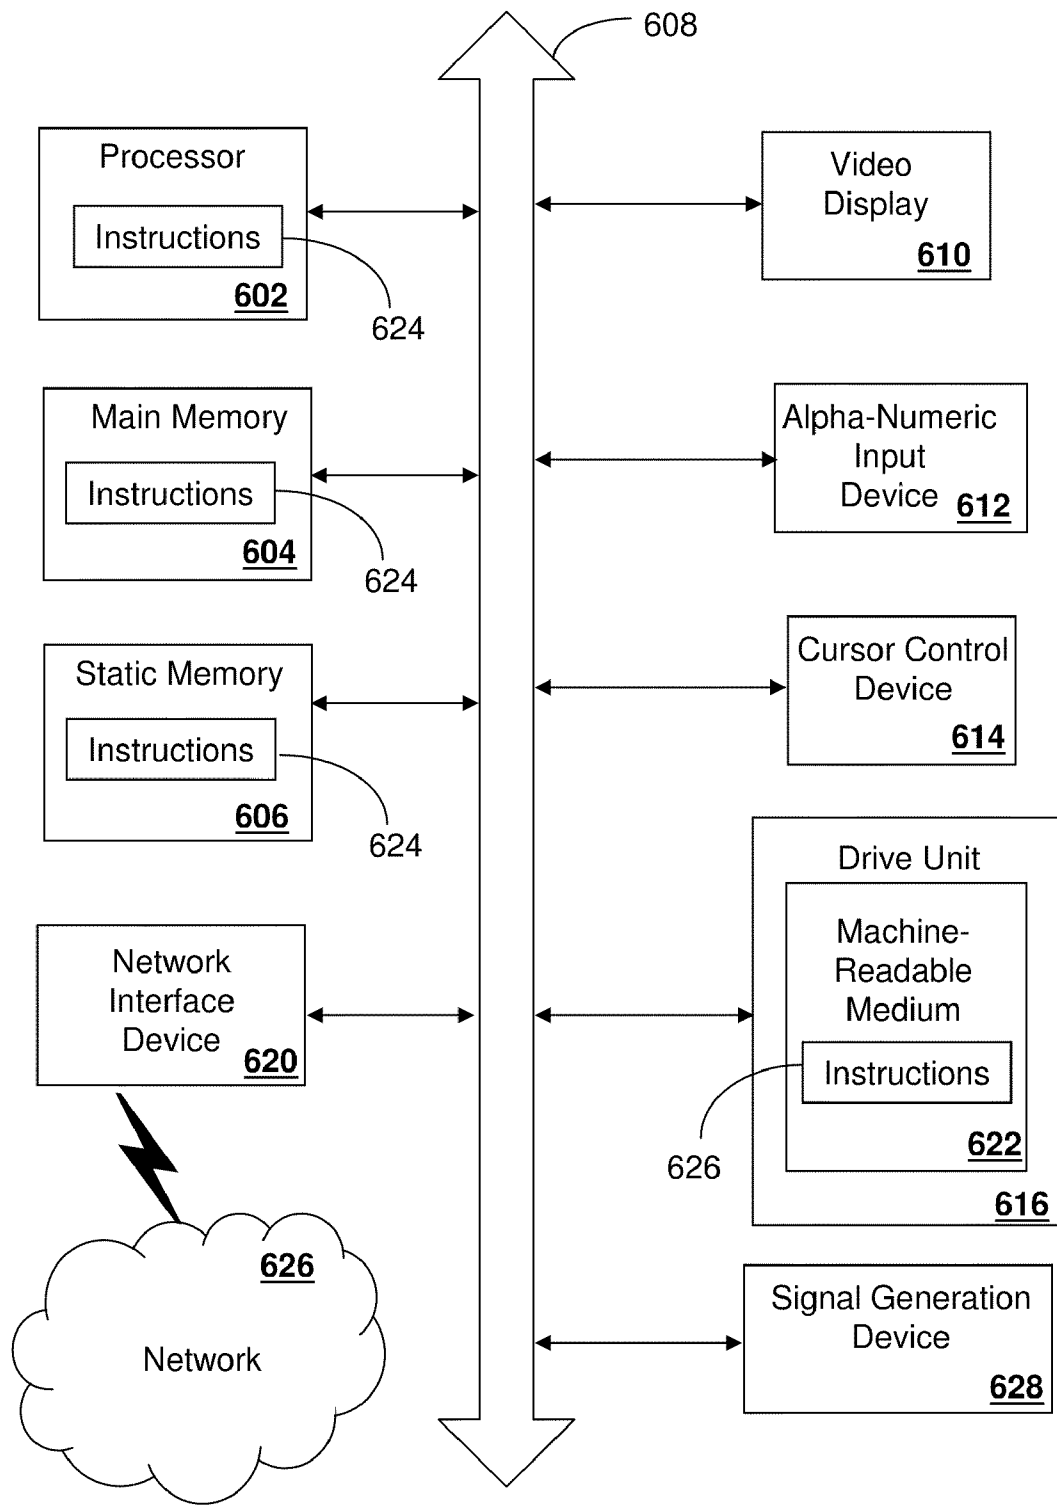 608
Processor
Instructions
602
624
Main Memory
Instructions
604
624
Static Memory
Instructions
606
624
Network
Interface
Device
620
626
Network
Video
Display
610
Alpha-Numeric
Input
Device
612
Cursor Control
Device
614
Drive Unit
Machine-
Readable
Medium
Instructions
622
626
616
Signal Generation
Device
628